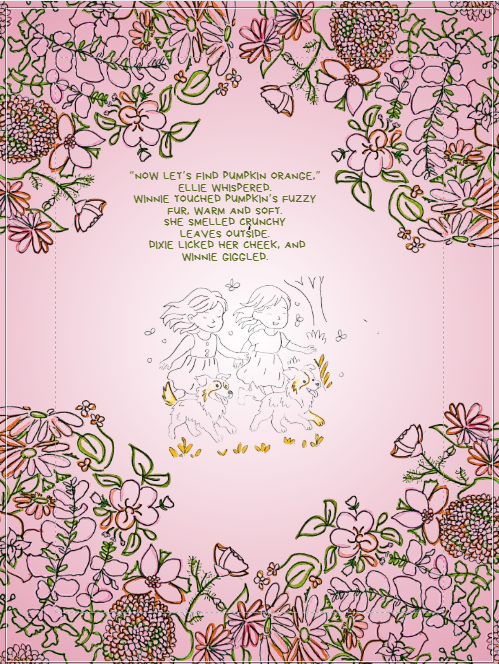 "NOW LET'S FIND PUMPKIN ORANGE,"
ELLIE WHISPERED.
WINNIE TOUCHED PUMPKIN'S FUZZY
FUR, WARM AND SOFT.
SHE SMELLED CRUNCHY
LEAVES OUTSIDE.
DIXIE LICKED HER CHEEK, AND
WINNIE GIGGLED.